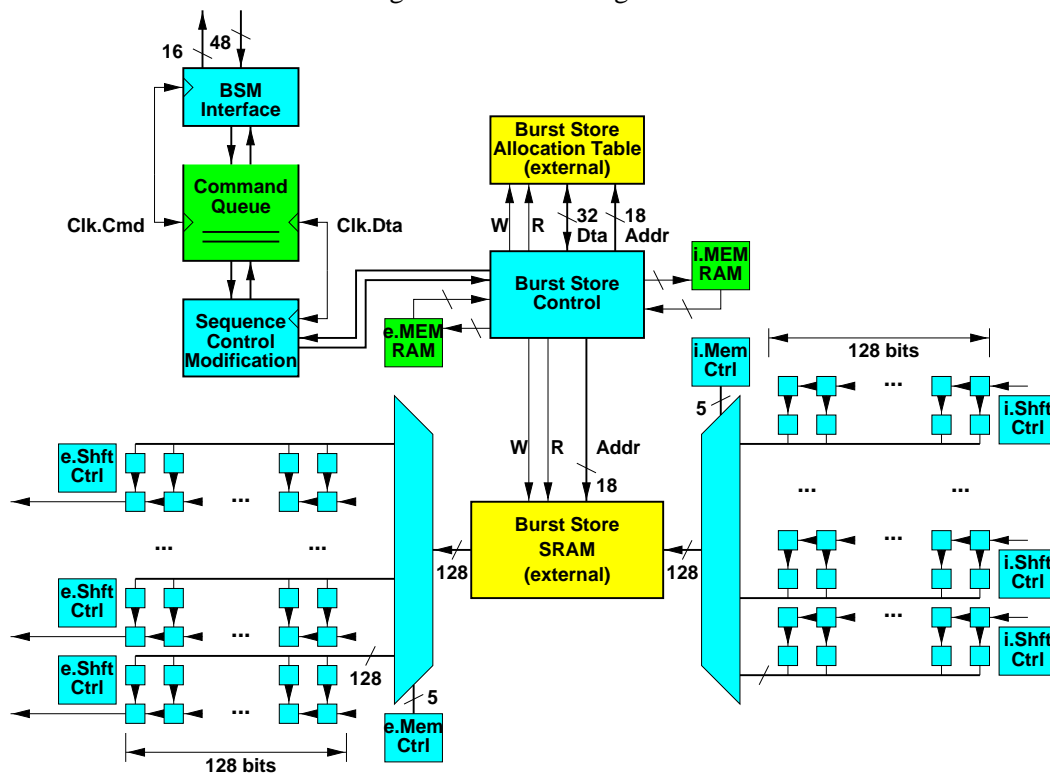 16
48
BSM
Interface
Burst Store
Allocation Table
(external)
Command
Queue
Clk.Cmd
Clk.Dta
W
R
32
Dta
18
Addr
i.MEM
RAM
Burst Store
Control
Sequence
Control
Modification
e.MEM
RAM
i.Mem
Ctrl
128 bits
...
5
i.Shft
Ctrl
e.Shft
Ctrl
W
R
Addr
18
...
...
...
...
...
Burst Store
SRAM
(external)
128
128
...
i.Shft
Ctrl
e.Shft
Ctrl
...
...
i.Shft
Ctrl
e.Shft
Ctrl
128
...
5
e.Mem
Ctrl
128 bits